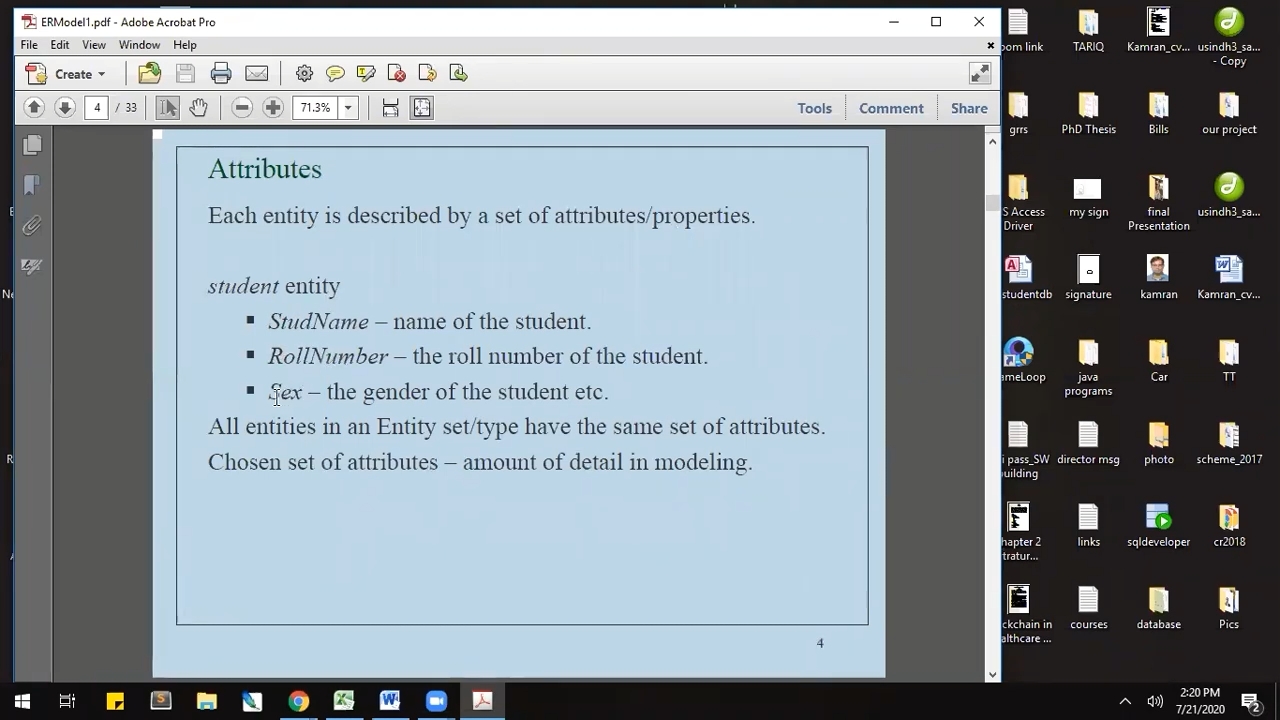 ERModel1.pdf - Adobe Acrobat Pro
File Edit View Window Help
Create
4 / 33 71.3% Tools Comment Share
Attributes
Each entity is described by a set of attributes/properties.
student entity
▪ StudName – name of the student.
▪ RollNumber – the roll number of the student.
▪ Sex – the gender of the student etc.
All entities in an Entity set/type have the same set of attributes.
Chosen set of attributes – amount of detail in modeling.
4
oom link TARIQ Kamran_cv... usindh3_sa...
- Copy
grrs PhD Thesis Bills our project
S Access my sign final usindh3_sa...
Driver Presentation
studentdb signature kamran Kamran_cv...
ameLoop java Car TT
programs
i pass_SW director msg photo scheme_2017
building
hapter 2 links sqldeveloper cr2018
tratur...
ckchain in courses database Pics
ealthcare ...
2:20 PM
7/21/2020
2